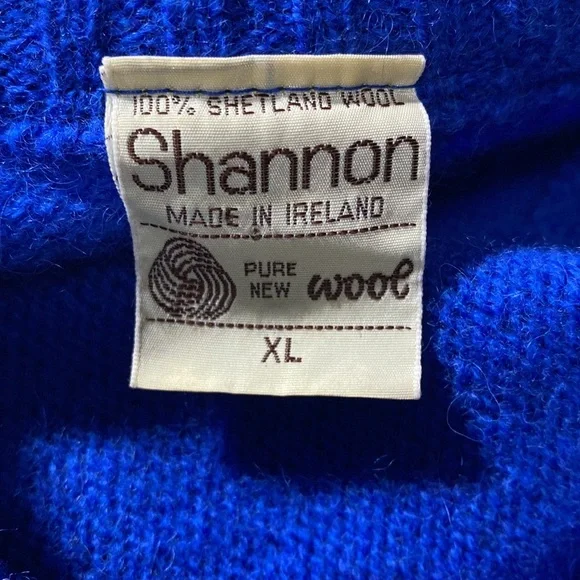 100% SHETLAND WOOL
Shannon
MADE IN IRELAND
PURE
NEW wool
XL